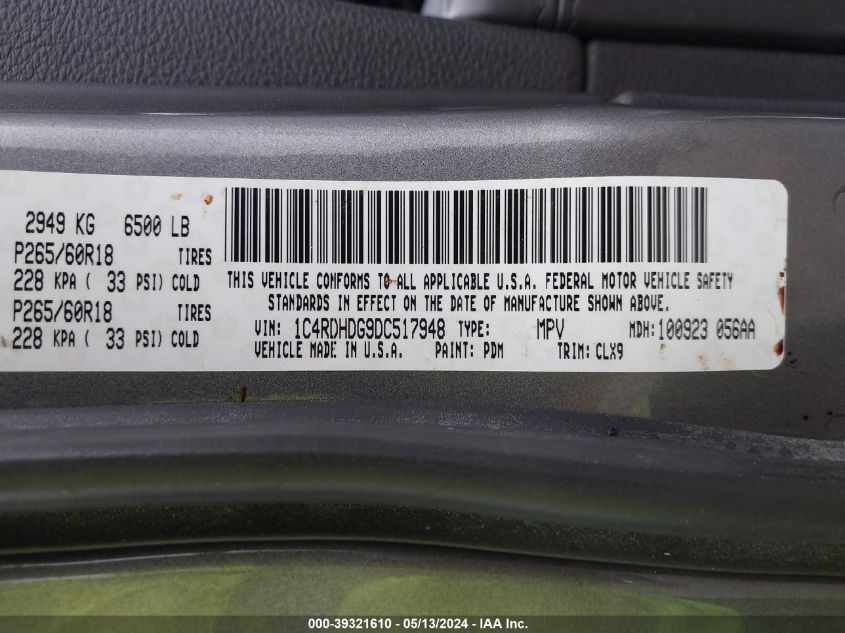 2949 KG 6500 LB
P265/60R18 TIRES
228 KPA ( 33 PSI) COLD
P265/60R18 TIRES
228 KPA ( 33 PSI) COLD
THIS VEHICLE CONFORMS TO ALL APPLICABLE U.S.A. FEDERAL MOTOR VEHICLE SAFETY
STANDARDS IN EFFECT ON THE DATE OF MANUFACTURE SHOWN ABOVE.
VIN: 1C4RDHDG9DC517948 TYPE: MPV MDH: 100923 056AA
VEHICLE MADE IN U.S.A. PAINT: PDM TRIM: CLX9
000-39321610 - 05/13/2024 - IAA Inc.